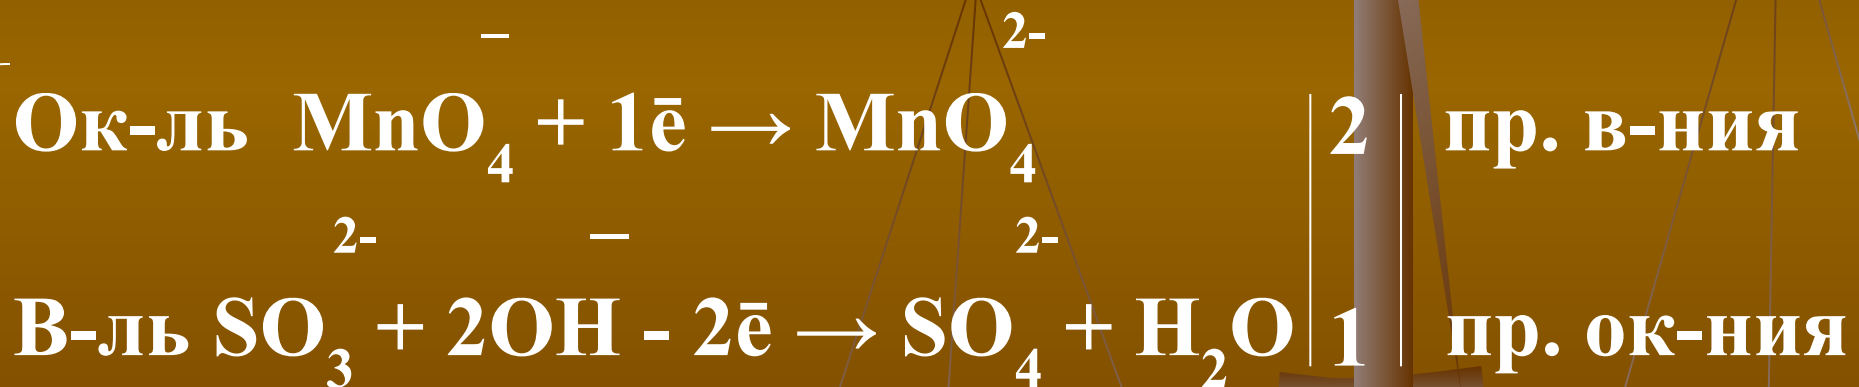 Ок-ль MnO₄⁻ + 1ē → MnO₄²⁻ | 2 | пр. в-ния
В-ль SO₃²⁻ + 2OH⁻ - 2ē → SO₄²⁻ + H₂O | 1 | пр. ок-ния